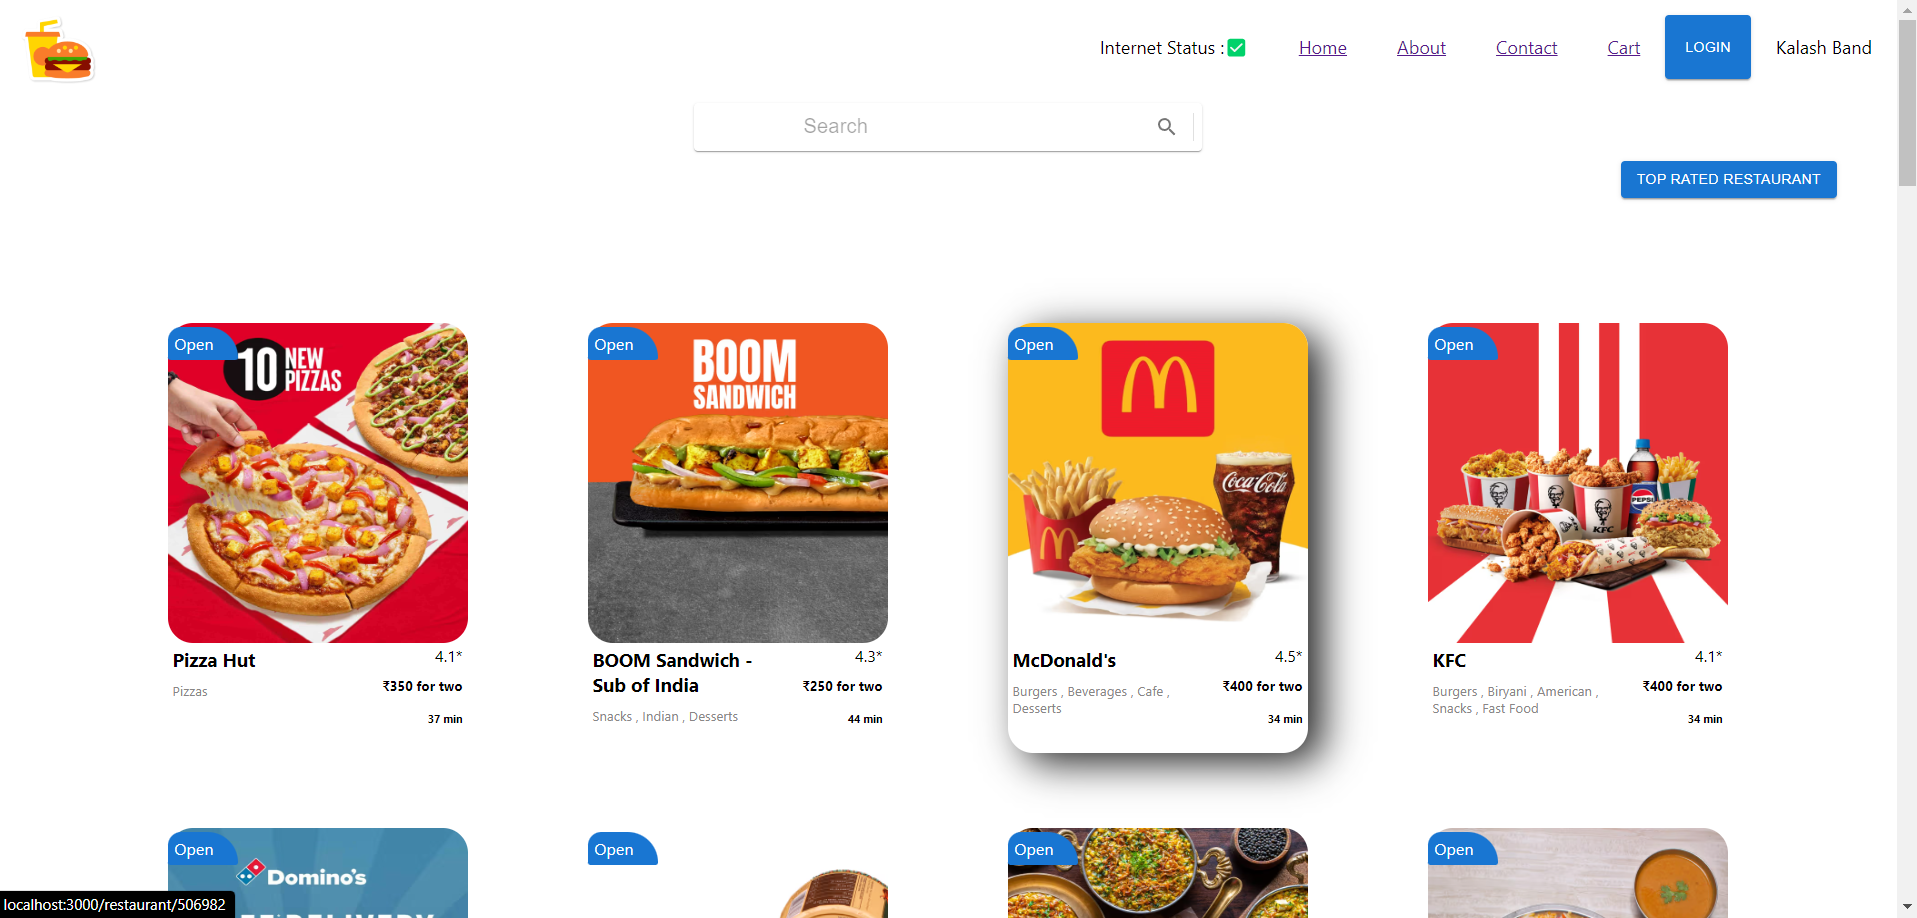 Internet Status : ✅ Home About Contact Cart LOGIN Kalash Band
Search
TOP RATED RESTAURANT
Open
10 NEW PIZZAS
Pizza Hut
4.1*
Pizzas
₹350 for two
37 min
Open
BOOM
SANDWICH
BOOM Sandwich -
Sub of India
4.3*
₹250 for two
Snacks , Indian , Desserts
44 min
Open
Coca-Cola
McDonald's
4.5*
Burgers , Beverages , Cafe ,
Desserts
₹400 for two
34 min
Open
PEPSI
KFC
KFC
4.1*
Burgers , Biryani , American ,
Snacks , Fast Food
₹400 for two
34 min
Open
Domino's
Open
Open
Open
localhost:3000/restaurant/506982